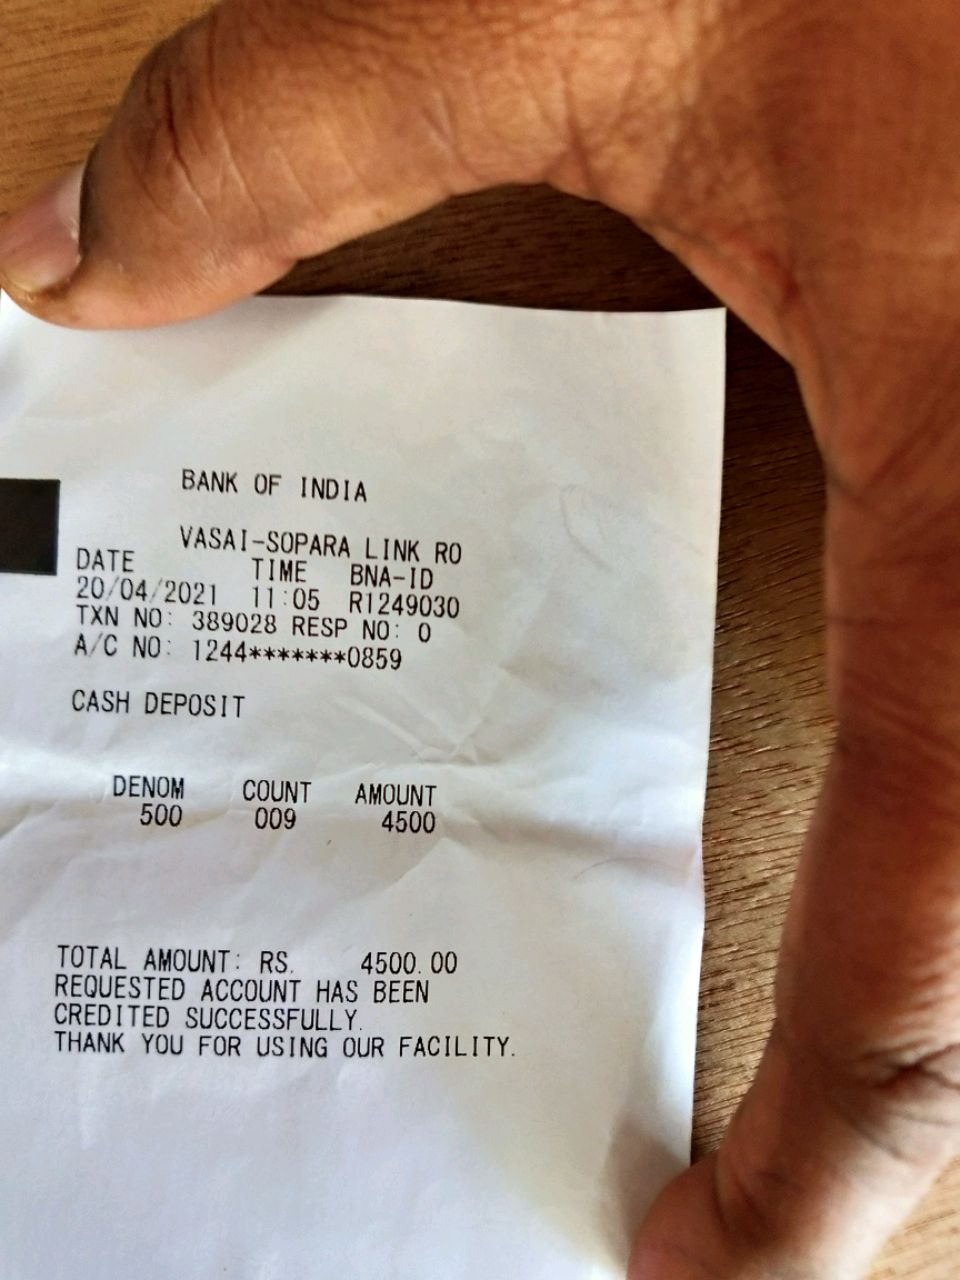 BANK OF INDIA
VASAI-SOPARA LINK RO
DATE TIME BNA-ID
20/04/2021 11:05 R1249030
TXN NO: 389028 RESP NO: 0
A/C NO: 1244*******0859
CASH DEPOSIT
DENOM COUNT AMOUNT
500 009 4500
TOTAL AMOUNT: RS. 4500.00
REQUESTED ACCOUNT HAS BEEN
CREDITED SUCCESSFULLY.
THANK YOU FOR USING OUR FACILITY.